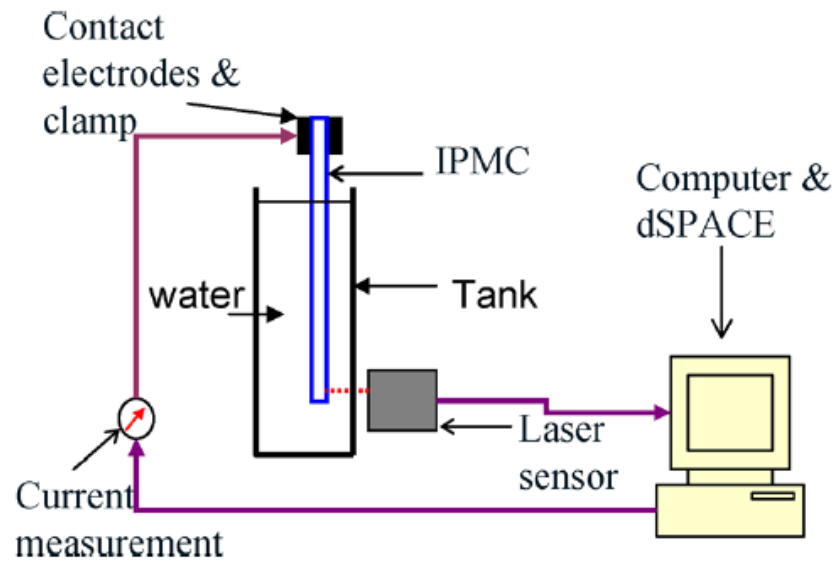 Contact
electrodes &
clamp
IPMC
Computer &
dSPACE
water
Tank
Laser
sensor
Current
measurement